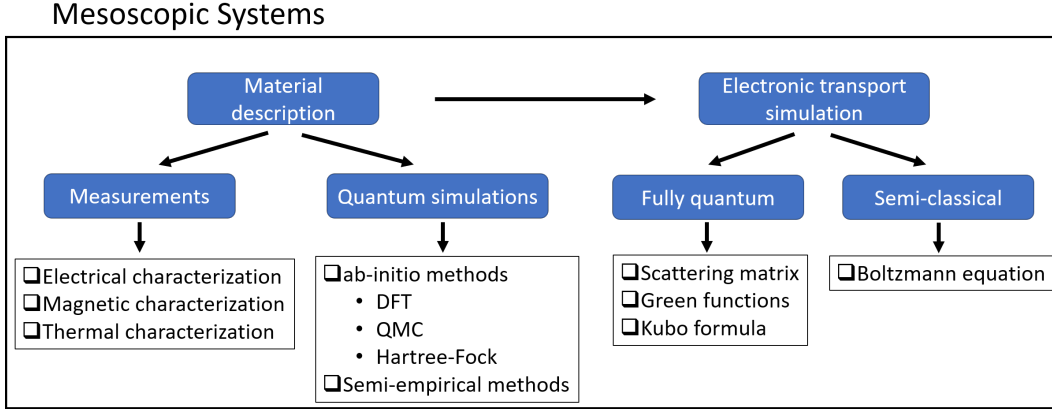 Mesoscopic Systems
Material
description
Electronic transport
simulation
Measurements
Quantum simulations
Fully quantum
Semi-classical
❑Electrical characterization
❑Magnetic characterization
❑Thermal characterization
❑ab-initio methods
• DFT
• QMC
• Hartree-Fock
❑Semi-empirical methods
❑Scattering matrix
❑Green functions
❑Kubo formula
❑Boltzmann equation